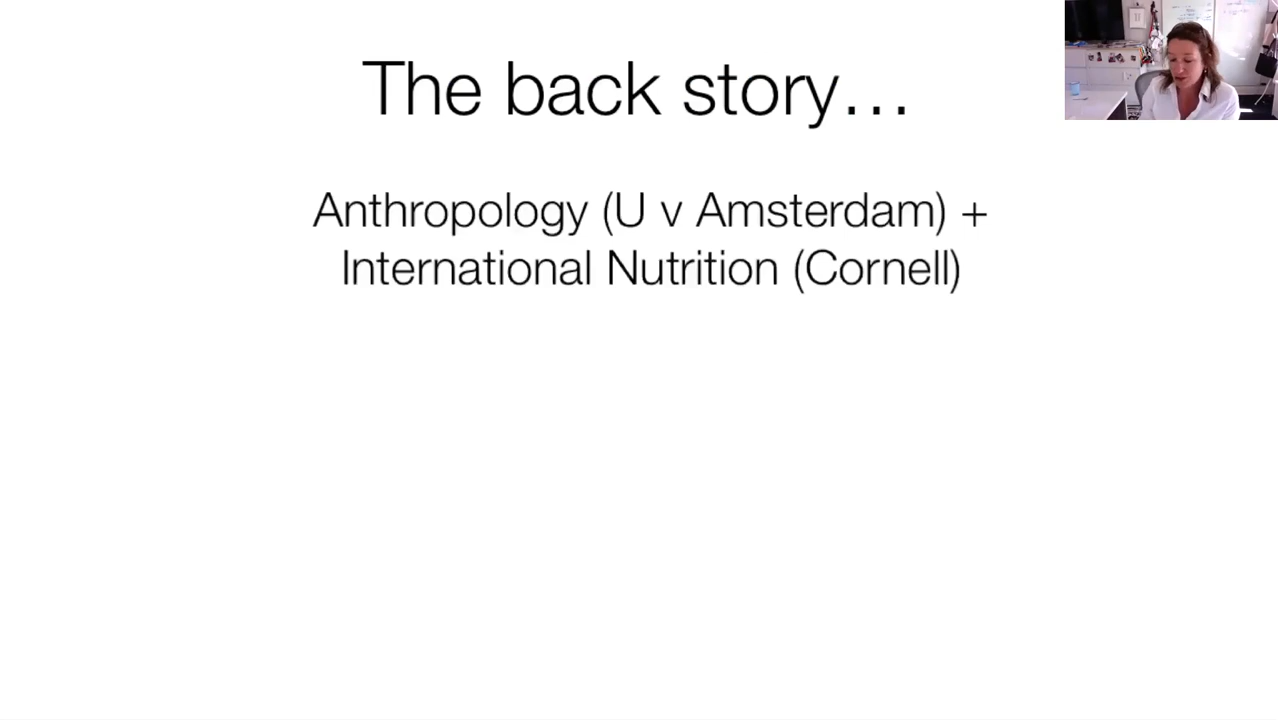 The back story…
Anthropology (U v Amsterdam) +
International Nutrition (Cornell)